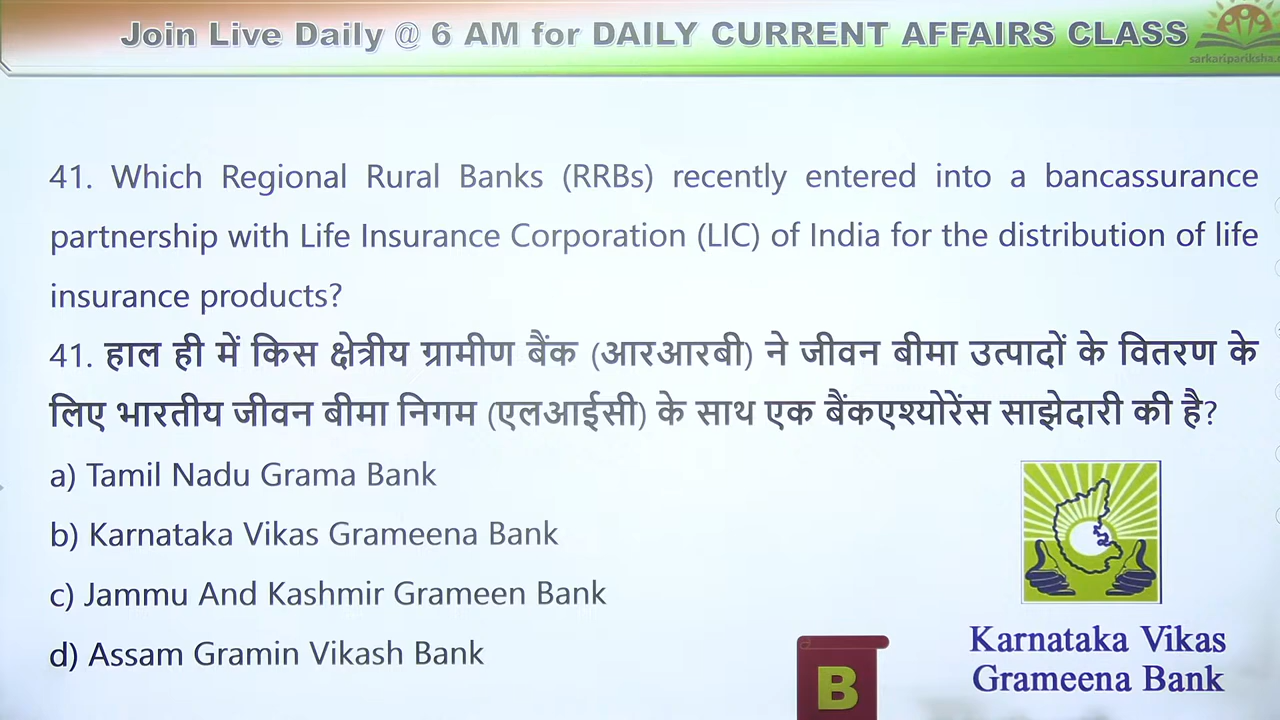 Join Live Daily @ 6 AM for DAILY CURRENT AFFAIRS CLASS
41. Which Regional Rural Banks (RRBs) recently entered into a bancassurance
partnership with Life Insurance Corporation (LIC) of India for the distribution of life
insurance products?
41. हाल ही में किस क्षेत्रीय ग्रामीण बैंक (आरआरबी) ने जीवन बीमा उत्पादों के वितरण के
लिए भारतीय जीवन बीमा निगम (एलआईसी) के साथ एक बैंकएश्योरेंस साझेदारी की है?
a) Tamil Nadu Grama Bank
b) Karnataka Vikas Grameena Bank
c) Jammu And Kashmir Grameen Bank
d) Assam Gramin Vikash Bank
B
Karnataka Vikas
Grameena Bank